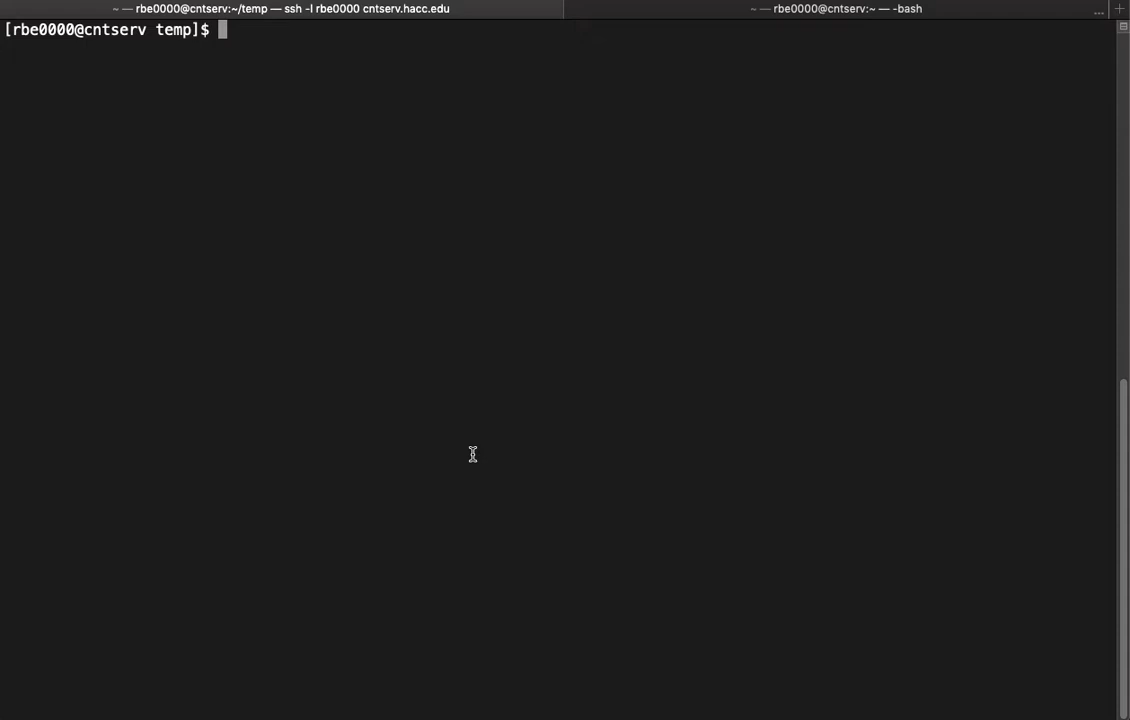 ~ — rbe0000@cntserv:~/temp — ssh -l rbe0000 cntserv.hacc.edu
~ — rbe0000@cntserv:~ — -bash
... +
[rbe0000@cntserv temp]$